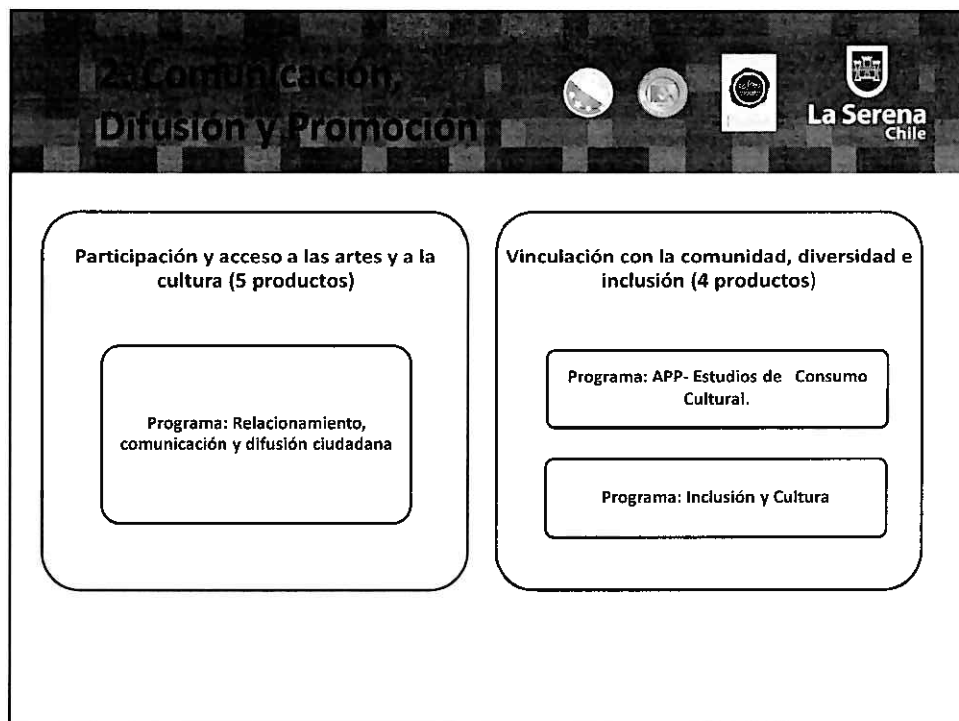 2. Comunicación,
Difusión y Promoción
La Serena
Chile
Participación y acceso a las artes y a la
cultura (5 productos)
Programa: Relacionamiento,
comunicación y difusión ciudadana
Vinculación con la comunidad, diversidad e
inclusión (4 productos)
Programa: APP- Estudios de Consumo
Cultural.
Programa: Inclusión y Cultura